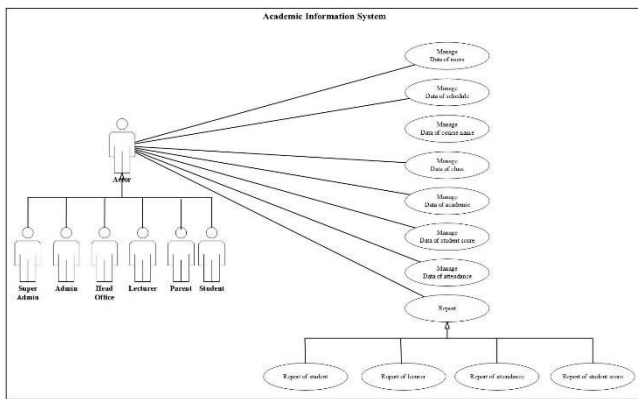 Academic Information System
Manage
Data of users
Manage
Data of schedule
Manage
Data of course name
Manage
Data of class
Manage
Data of academic
Manage
Data of student score
Manage
Data of attendance
Report
Actor
Super
Admin
Admin
Head
Office
Lecturer
Parent
Student
Report of student
Report of
Report of attendance
Report of student score